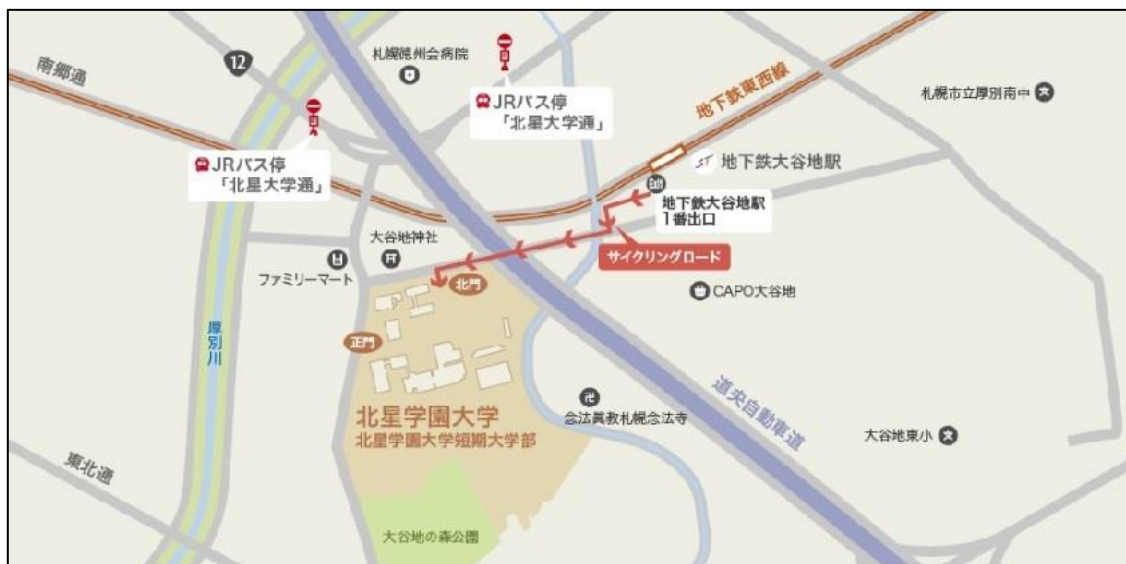 南郷通
12
札幌徳州会病院
JRバス停
「北星大学通」
JRバス停
「北星大学通」
地下鉄東西線
札幌市立厚別南中
文
ST
地下鉄大谷地駅
Exit
地下鉄大谷地駅
1番出口
サイクリングロード
大谷地神社
ファミリーマート
北門
CAPO大谷地
厚別川
正門
北星学園大学
北星学園大学短期大学部
卍
念法眞教札幌念法寺
道央自動車道
大谷地東小
文
東北通
大谷地の森公園